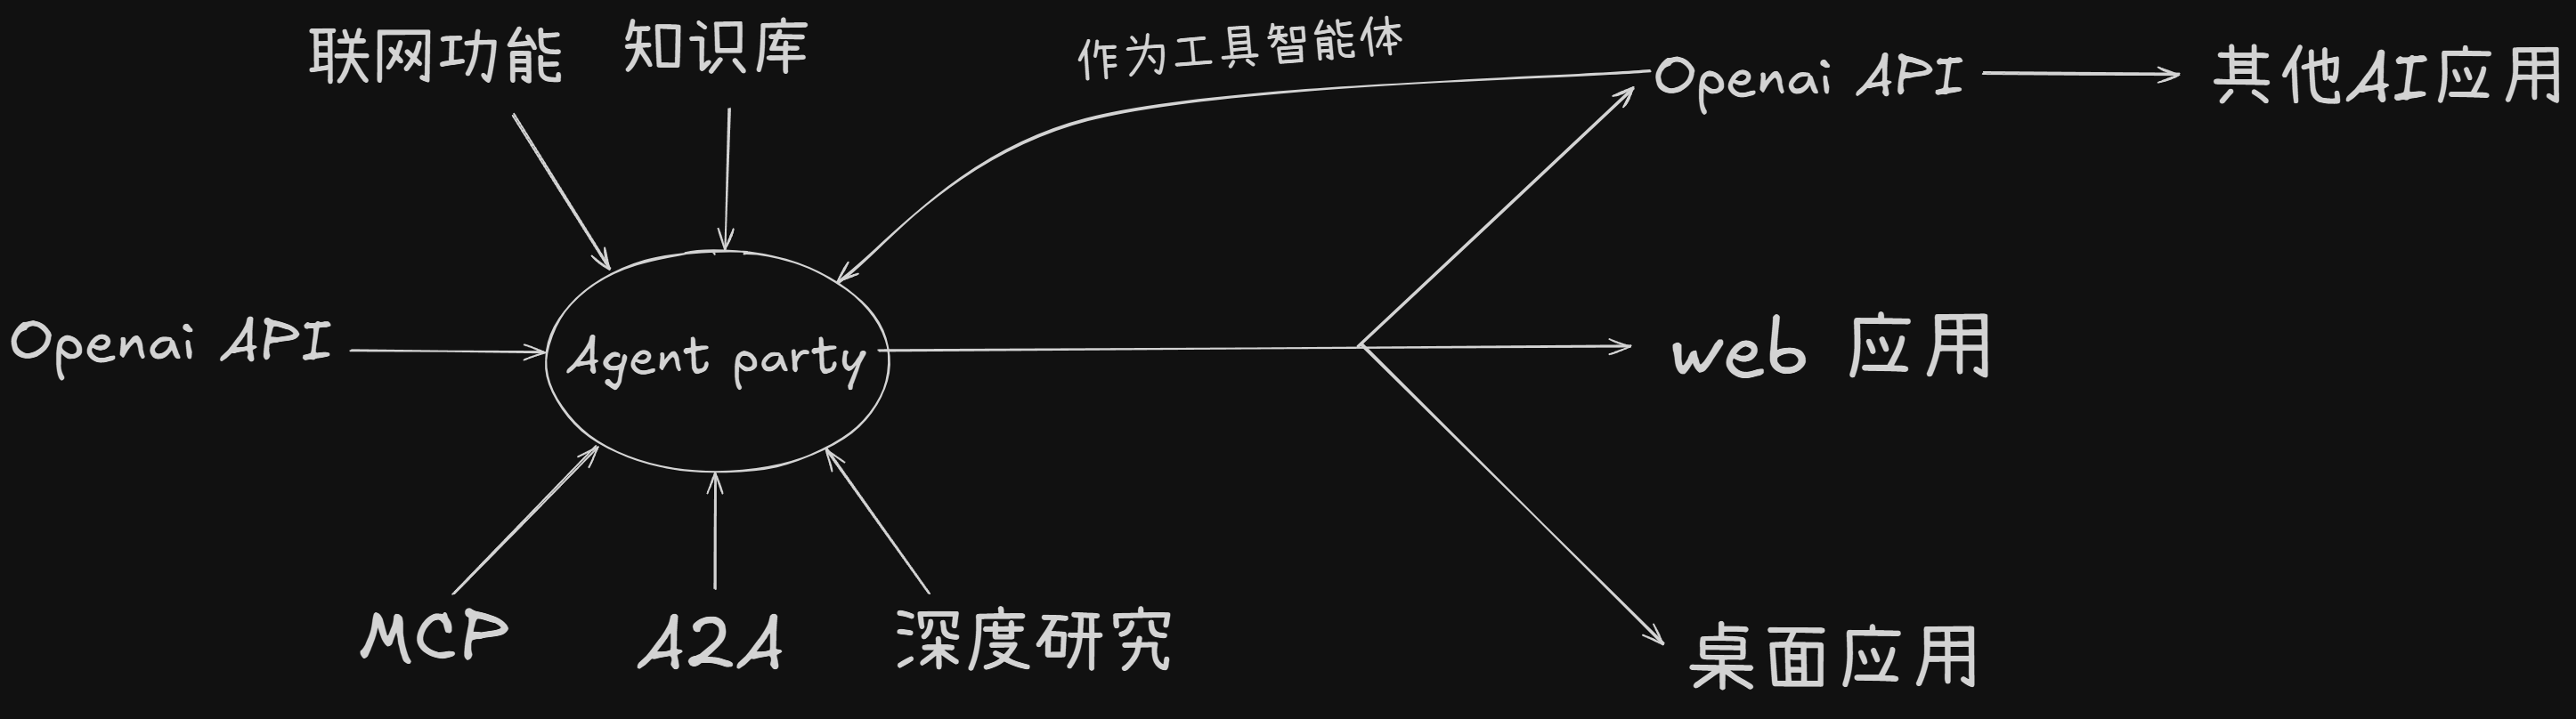 联网功能
知识库
作为工具智能体
Openai API
其他AI应用
Openai API
Agent party
web 应用
MCP
A2A
深度研究
桌面应用